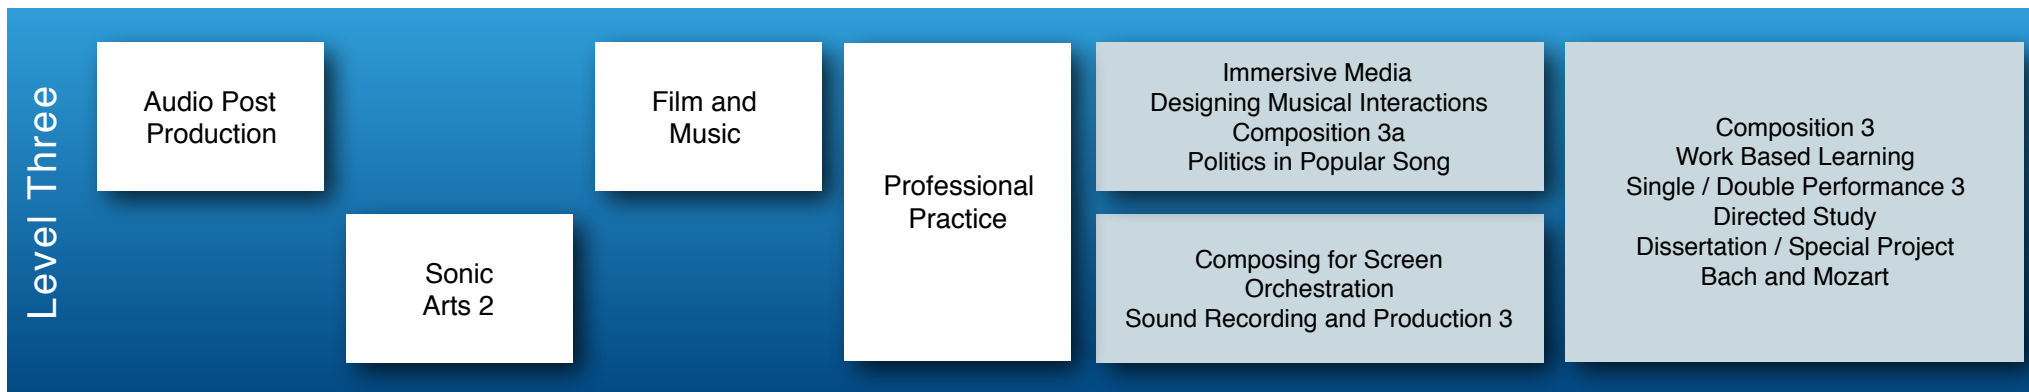 Level Three
Audio Post
Production
Sonic
Arts 2
Film and
Music
Professional
Practice
Immersive Media
Designing Musical Interactions
Composition 3a
Politics in Popular Song
Composing for Screen
Orchestration
Sound Recording and Production 3
Composition 3
Work Based Learning
Single / Double Performance 3
Directed Study
Dissertation / Special Project
Bach and Mozart